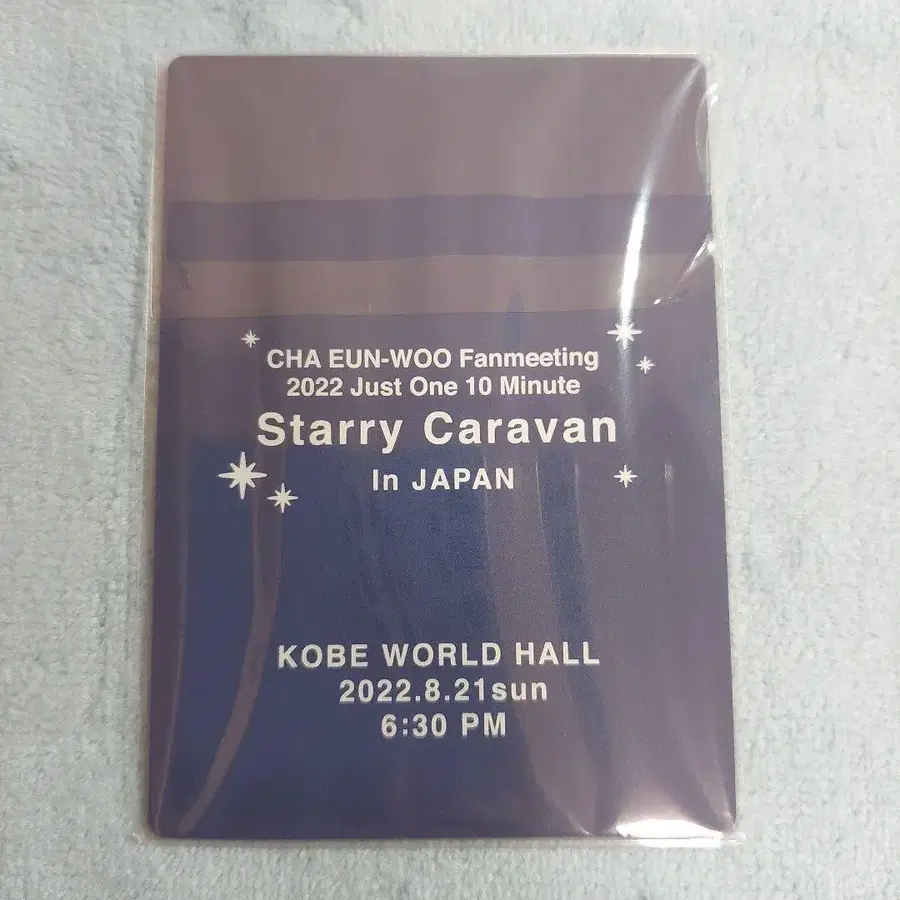 CHA EUN-WOO Fanmeeting
2022 Just One 10 Minute
Starry Caravan
In JAPAN
KOBE WORLD HALL
2022.8.21sun
6:30 PM